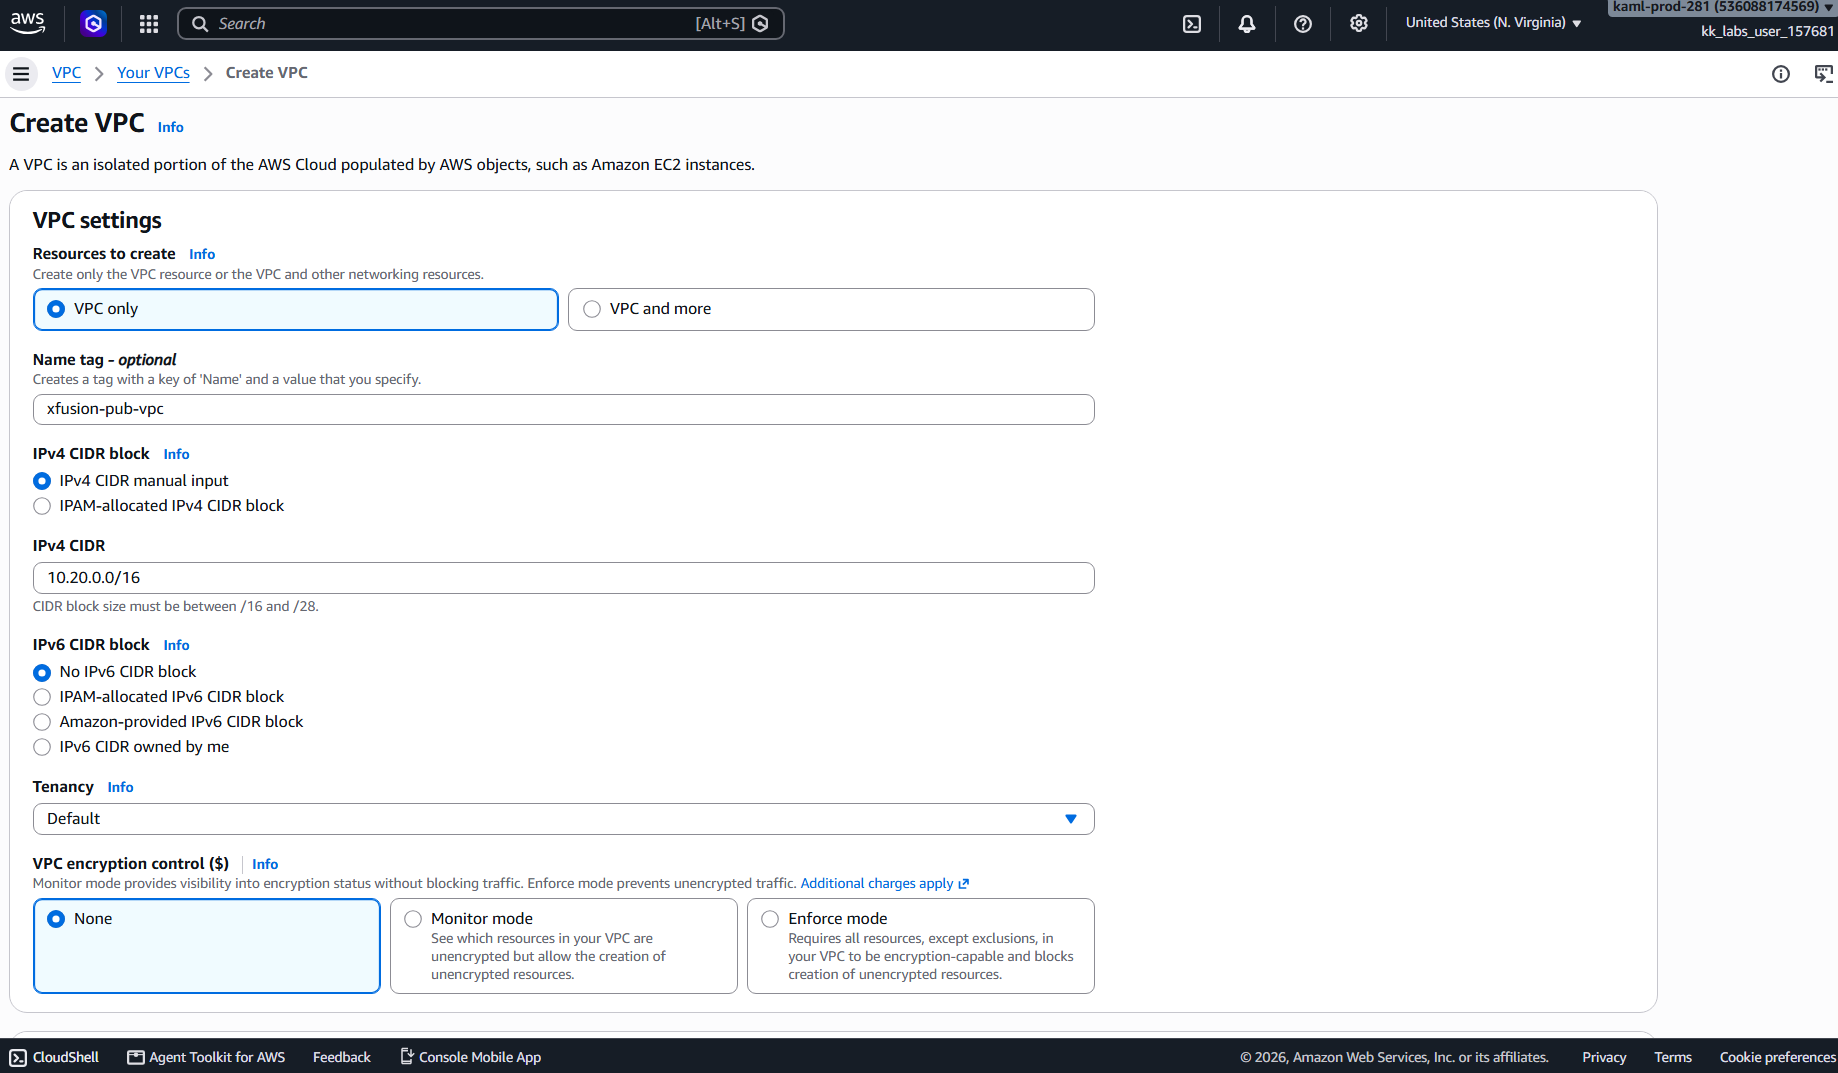 aws
Search [Alt+S]
United States (N. Virginia)
kaml-prod-281 (536088174569)
kk_labs_user_157681
VPC
Your VPCs
Create VPC
Create VPC Info
A VPC is an isolated portion of the AWS Cloud populated by AWS objects, such as Amazon EC2 instances.
VPC settings
Resources to create Info
Create only the VPC resource or the VPC and other networking resources.
VPC only
VPC and more
Name tag - optional
Creates a tag with a key of 'Name' and a value that you specify.
xfusion-pub-vpc
IPv4 CIDR block Info
IPv4 CIDR manual input
IPAM-allocated IPv4 CIDR block
IPv4 CIDR
10.20.0.0/16
CIDR block size must be between /16 and /28.
IPv6 CIDR block Info
No IPv6 CIDR block
IPAM-allocated IPv6 CIDR block
Amazon-provided IPv6 CIDR block
IPv6 CIDR owned by me
Tenancy Info
Default
VPC encryption control ($) Info
Monitor mode provides visibility into encryption status without blocking traffic. Enforce mode prevents unencrypted traffic. Additional charges apply
None
Monitor mode
See which resources in your VPC are
unencrypted but allow the creation of
unencrypted resources.
Enforce mode
Requires all resources, except exclusions, in
your VPC to be encryption-capable and blocks
creation of unencrypted resources.
CloudShell
Agent Toolkit for AWS
Feedback
Console Mobile App
© 2026, Amazon Web Services, Inc. or its affiliates.
Privacy
Terms
Cookie preferences